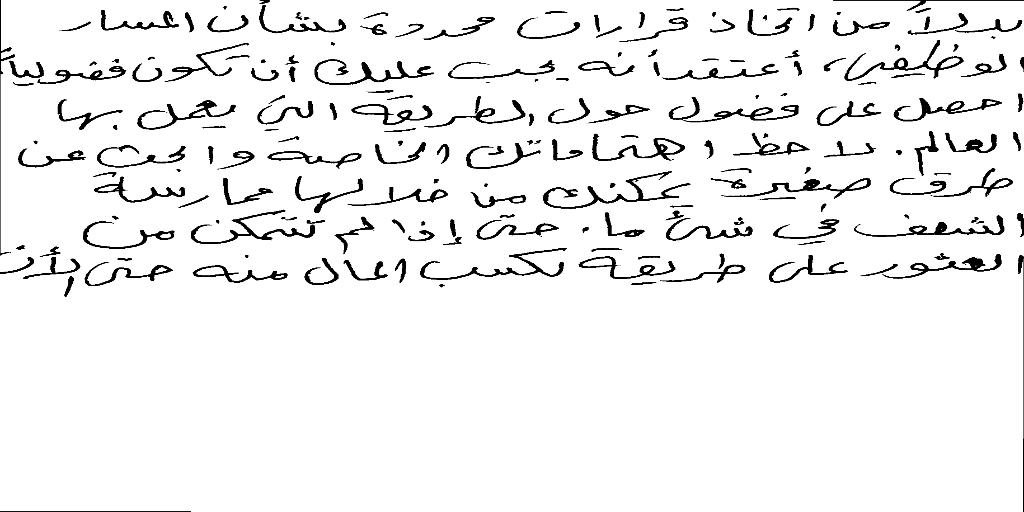 بدلاً من اتخاذ قرارات محددة بشأن المسار
الوظيفي، أعتقد أنه يجب عليك أن تكون فضولياً
احصل على فضول حول الطريقة التي يعمل بها
العالم. لاحظ اهتماماتك الخاصة وابحث عن
طرق صغيرة يمكنك من خلالها ممارسة
الشغف في شئ ما. حتى إذا لم تتمكن من
العثور على طريقة لكسب المال منه حتى الأن